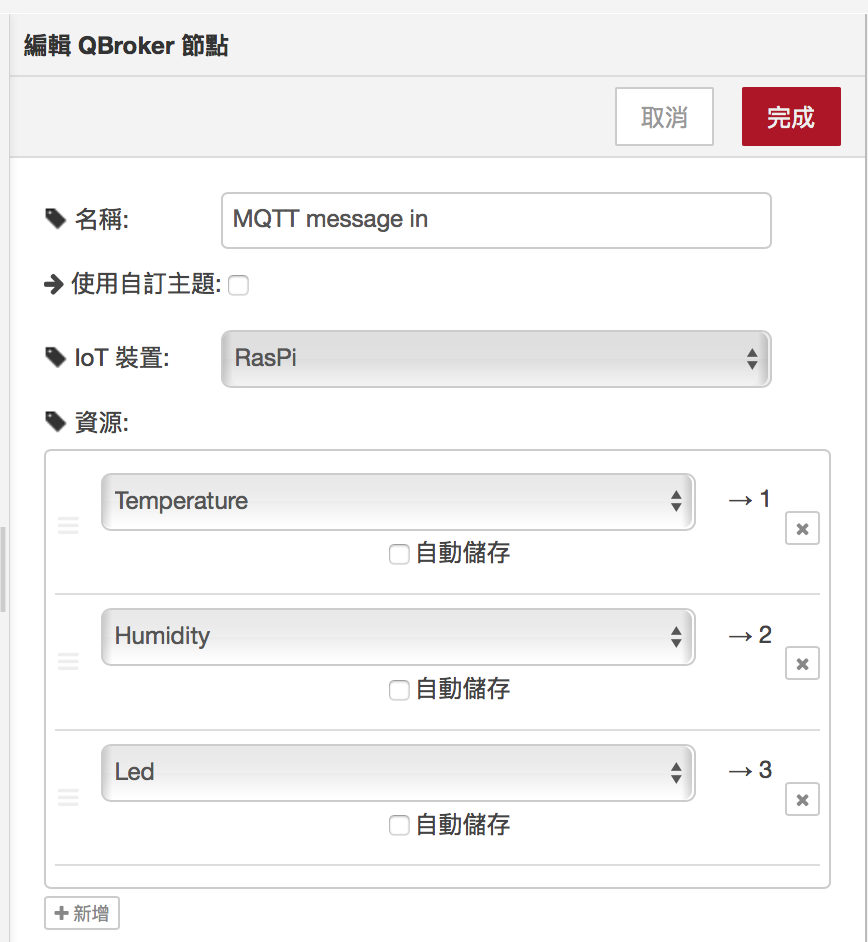 編輯 QBroker 節點
取消 完成
名稱: MQTT message in
使用自訂主題:
IoT 裝置: RasPi
資源:
Temperature → 1
自動儲存
Humidity → 2
自動儲存
Led → 3
自動儲存
新增